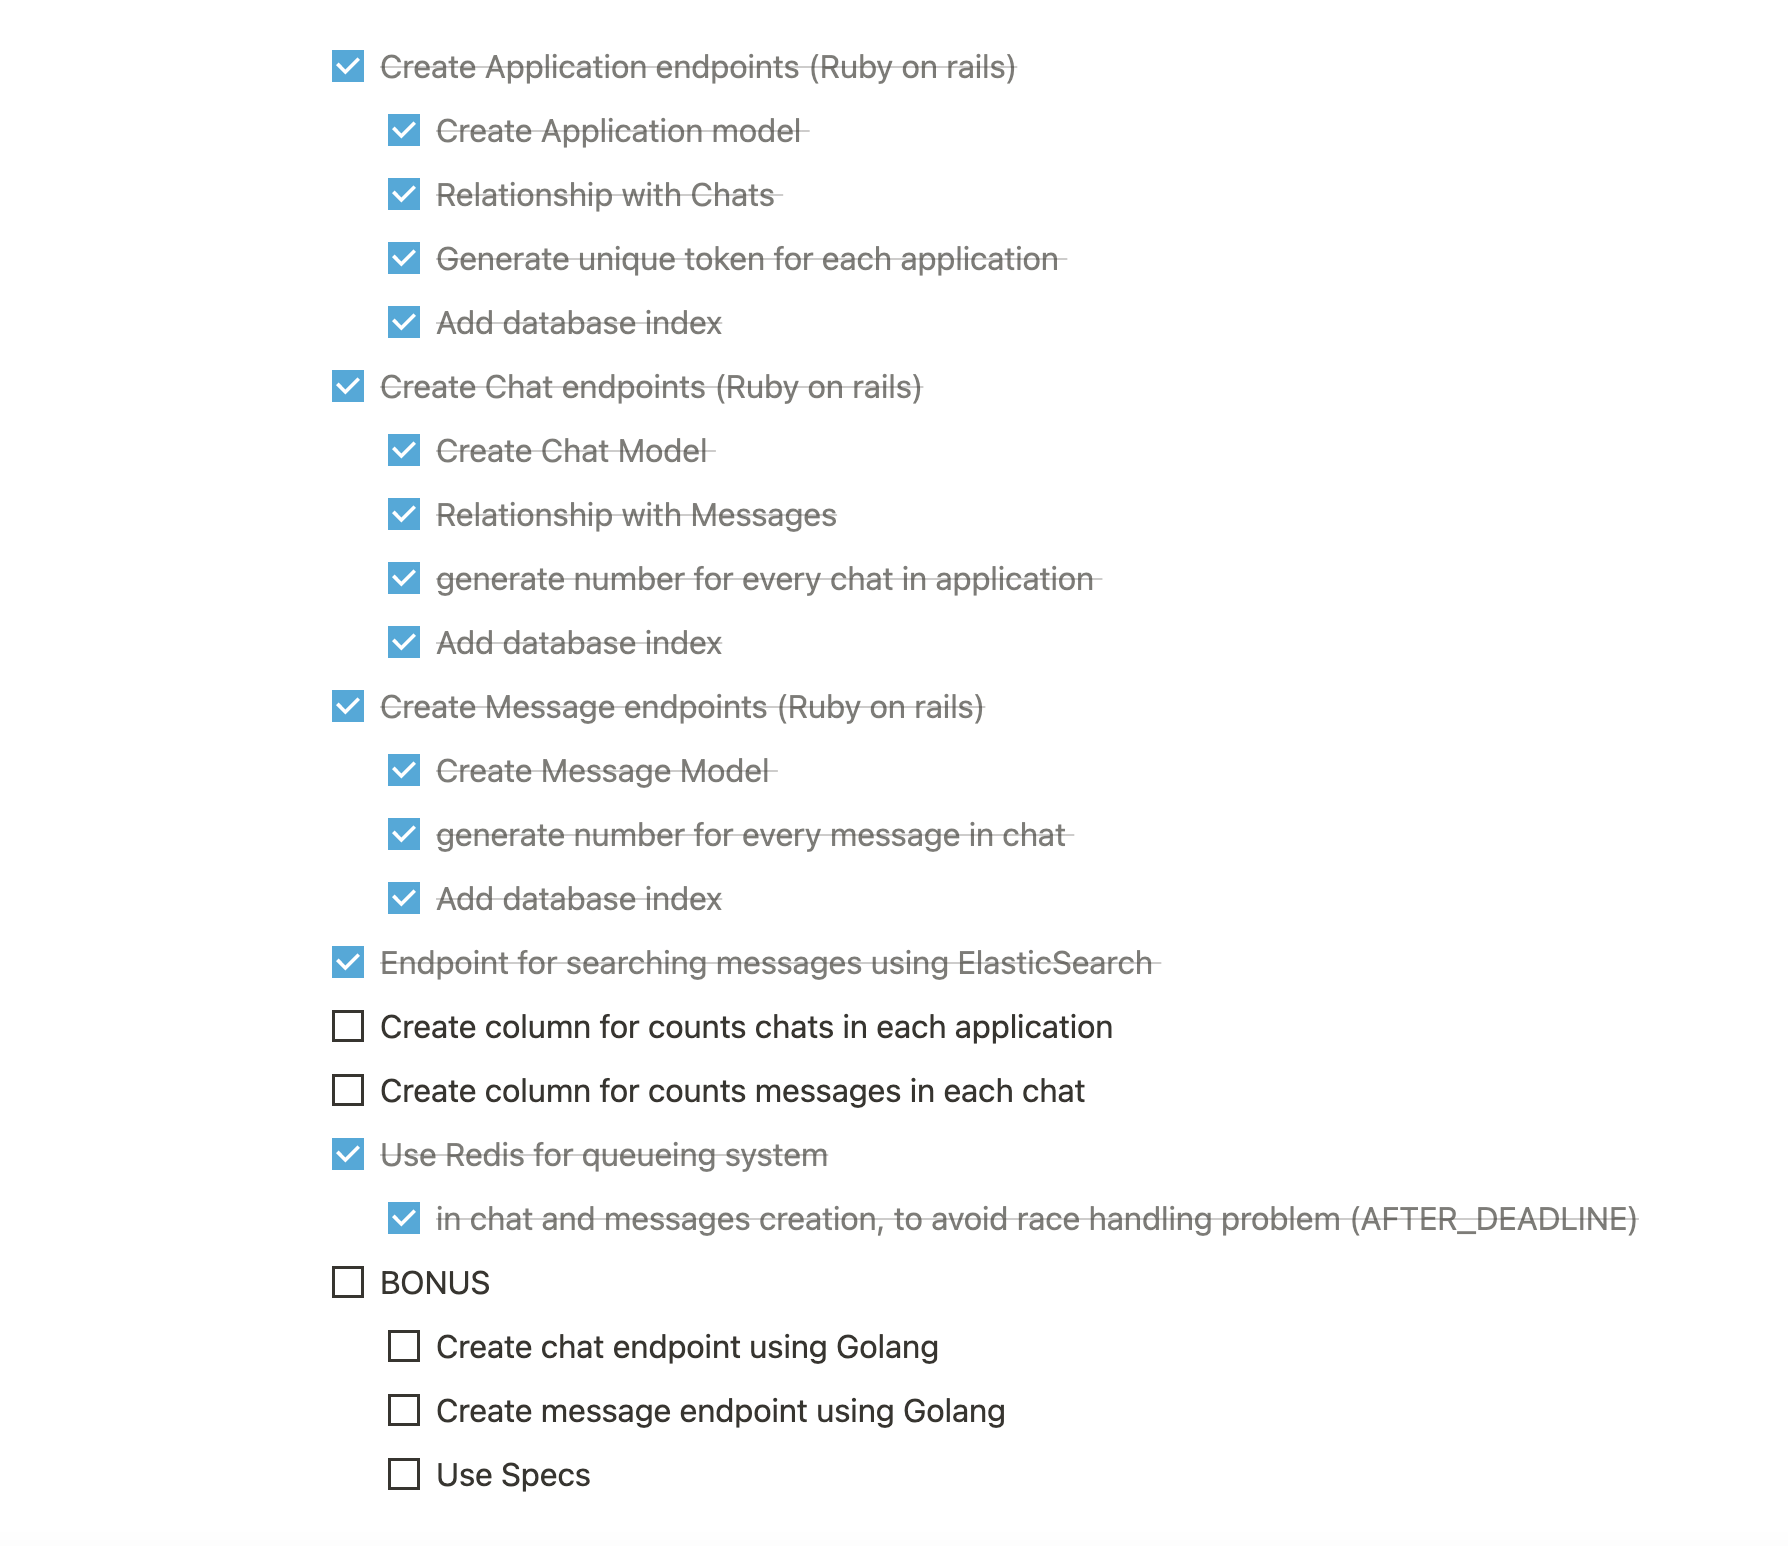 Create Application endpoints (Ruby on rails)
Create Application model
Relationship with Chats
Generate unique token for each application
Add database index
Create Chat endpoints (Ruby on rails)
Create Chat Model
Relationship with Messages
generate number for every chat in application
Add database index
Create Message endpoints (Ruby on rails)
Create Message Model
generate number for every message in chat
Add database index
Endpoint for searching messages using ElasticSearch
Create column for counts chats in each application
Create column for counts messages in each chat
Use Redis for queueing system
in chat and messages creation, to avoid race handling problem (AFTER_DEADLINE)
BONUS
Create chat endpoint using Golang
Create message endpoint using Golang
Use Specs